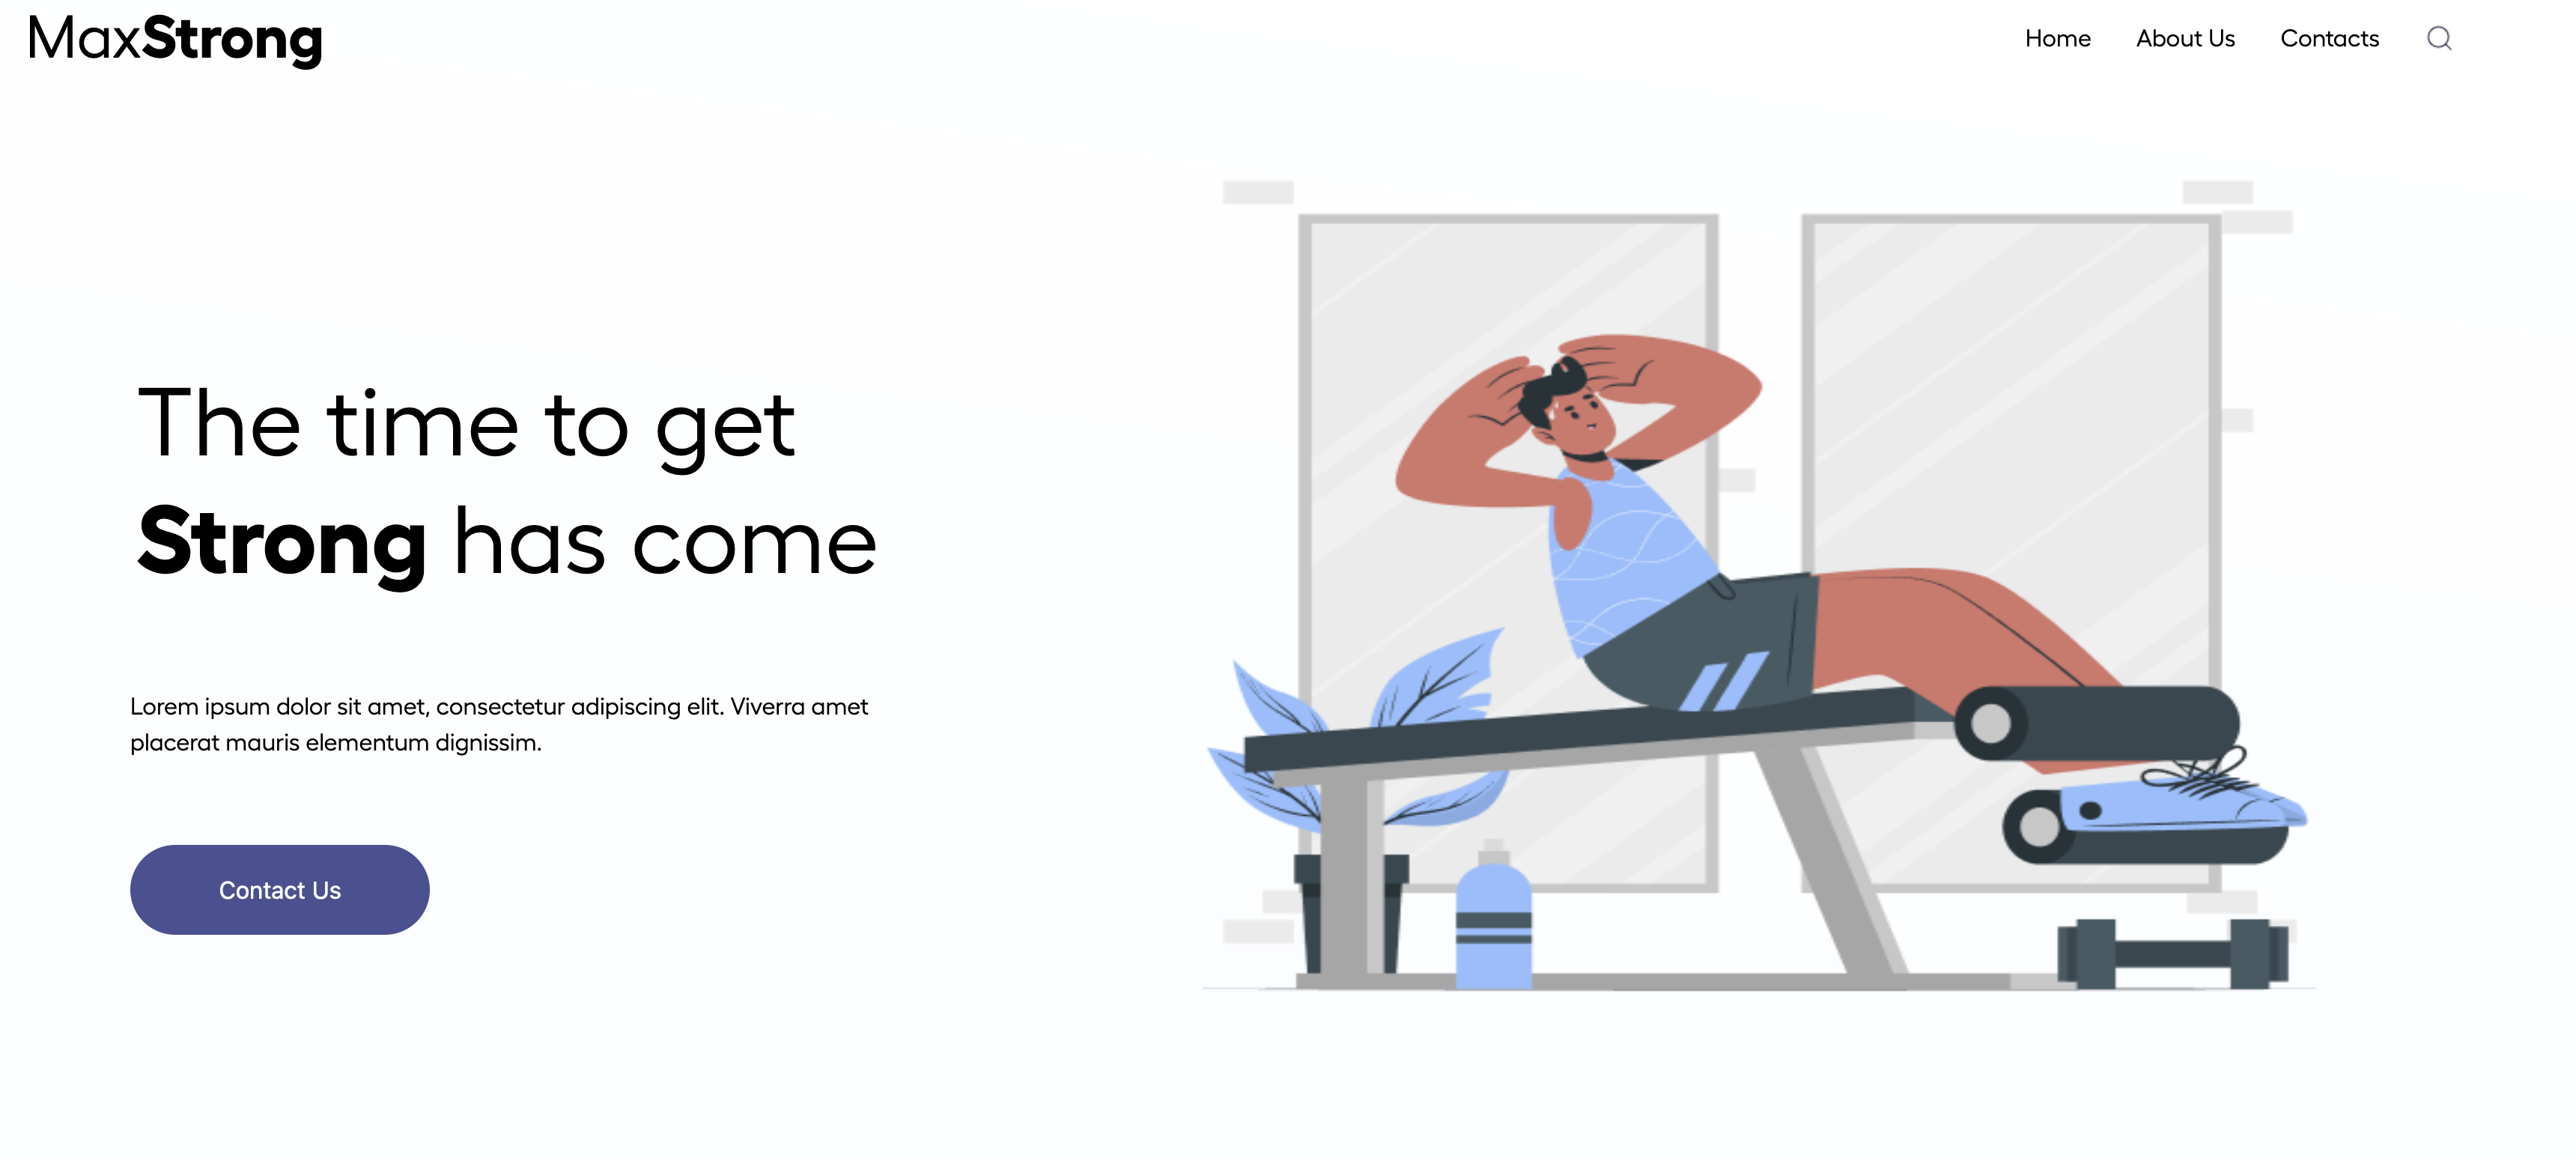 MaxStrong
Home About Us Contacts
The time to get
Strong has come
Lorem ipsum dolor sit amet, consectetur adipiscing elit. Viverra amet
placerat mauris elementum dignissim.
Contact Us